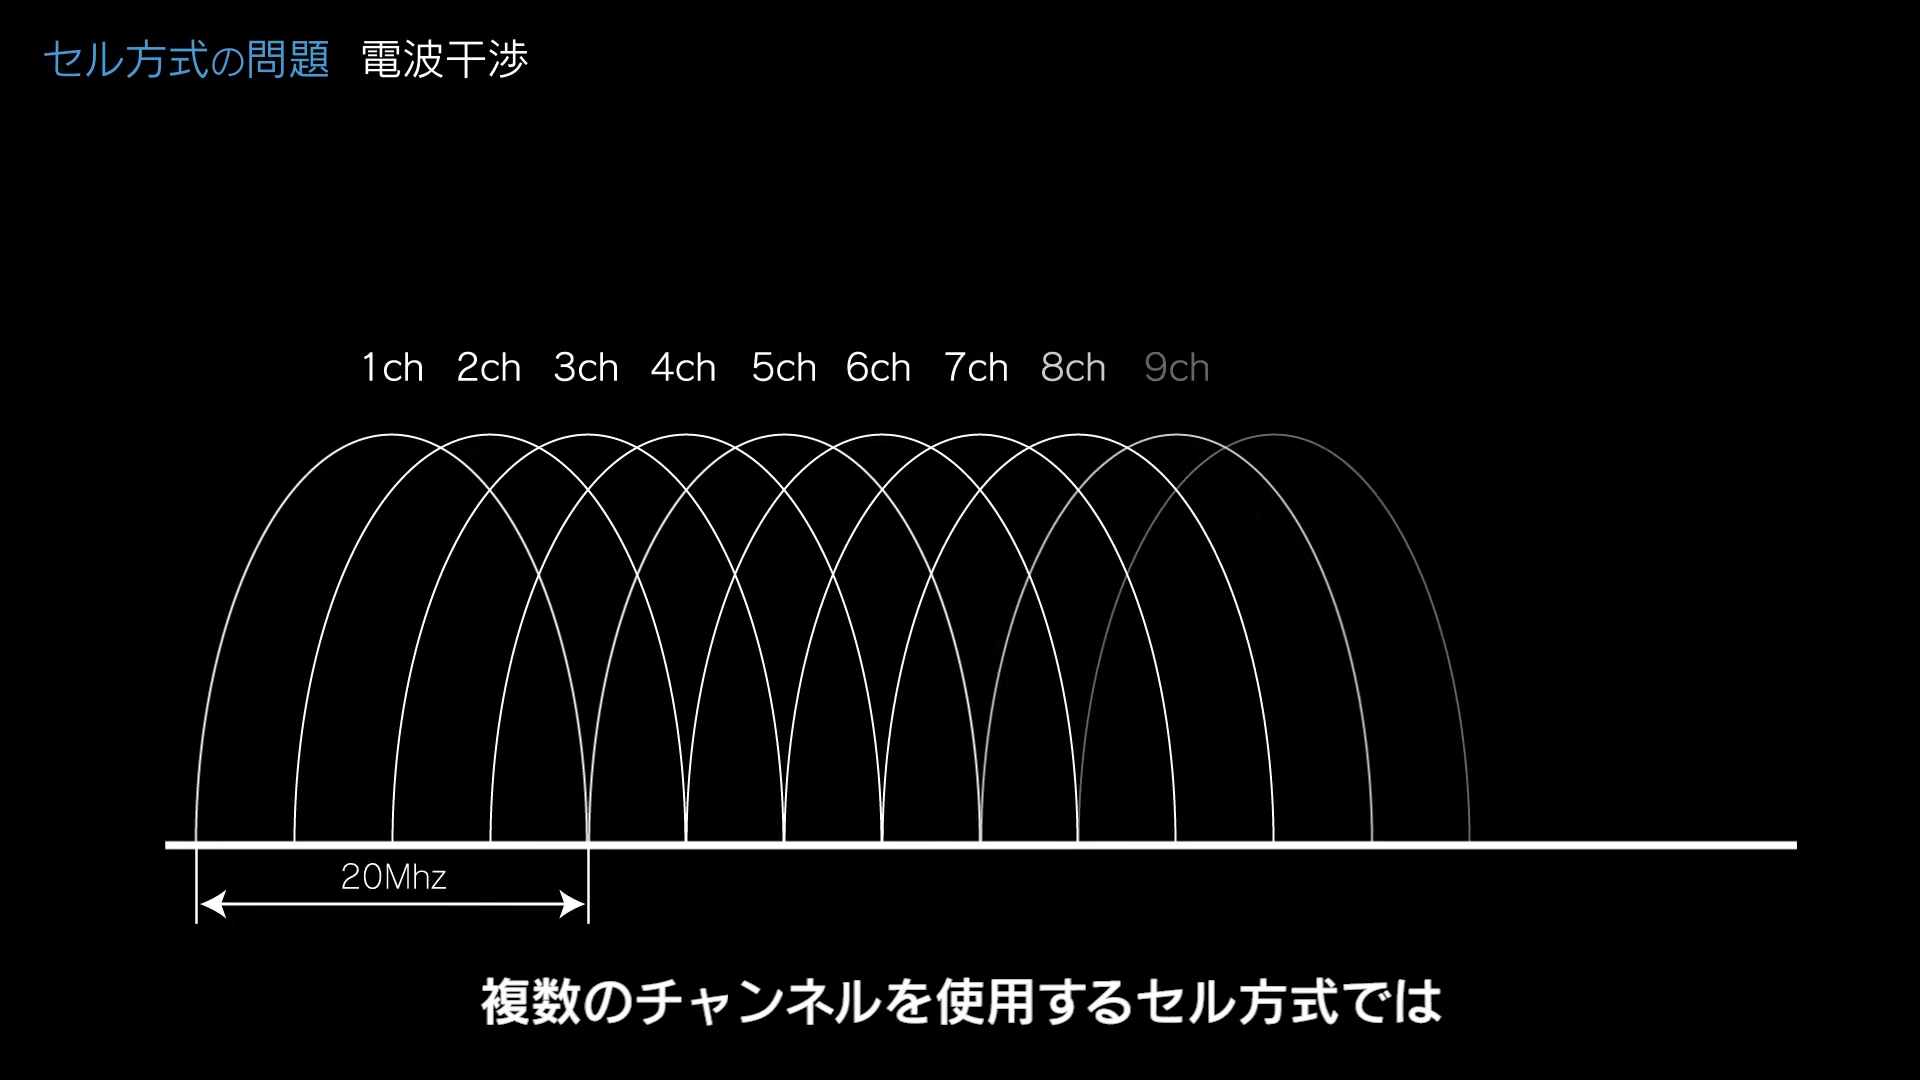 セル方式の問題 電波干渉
1ch 2ch 3ch 4ch 5ch 6ch 7ch 8ch 9ch
20Mhz
複数のチャンネルを使用するセル方式では